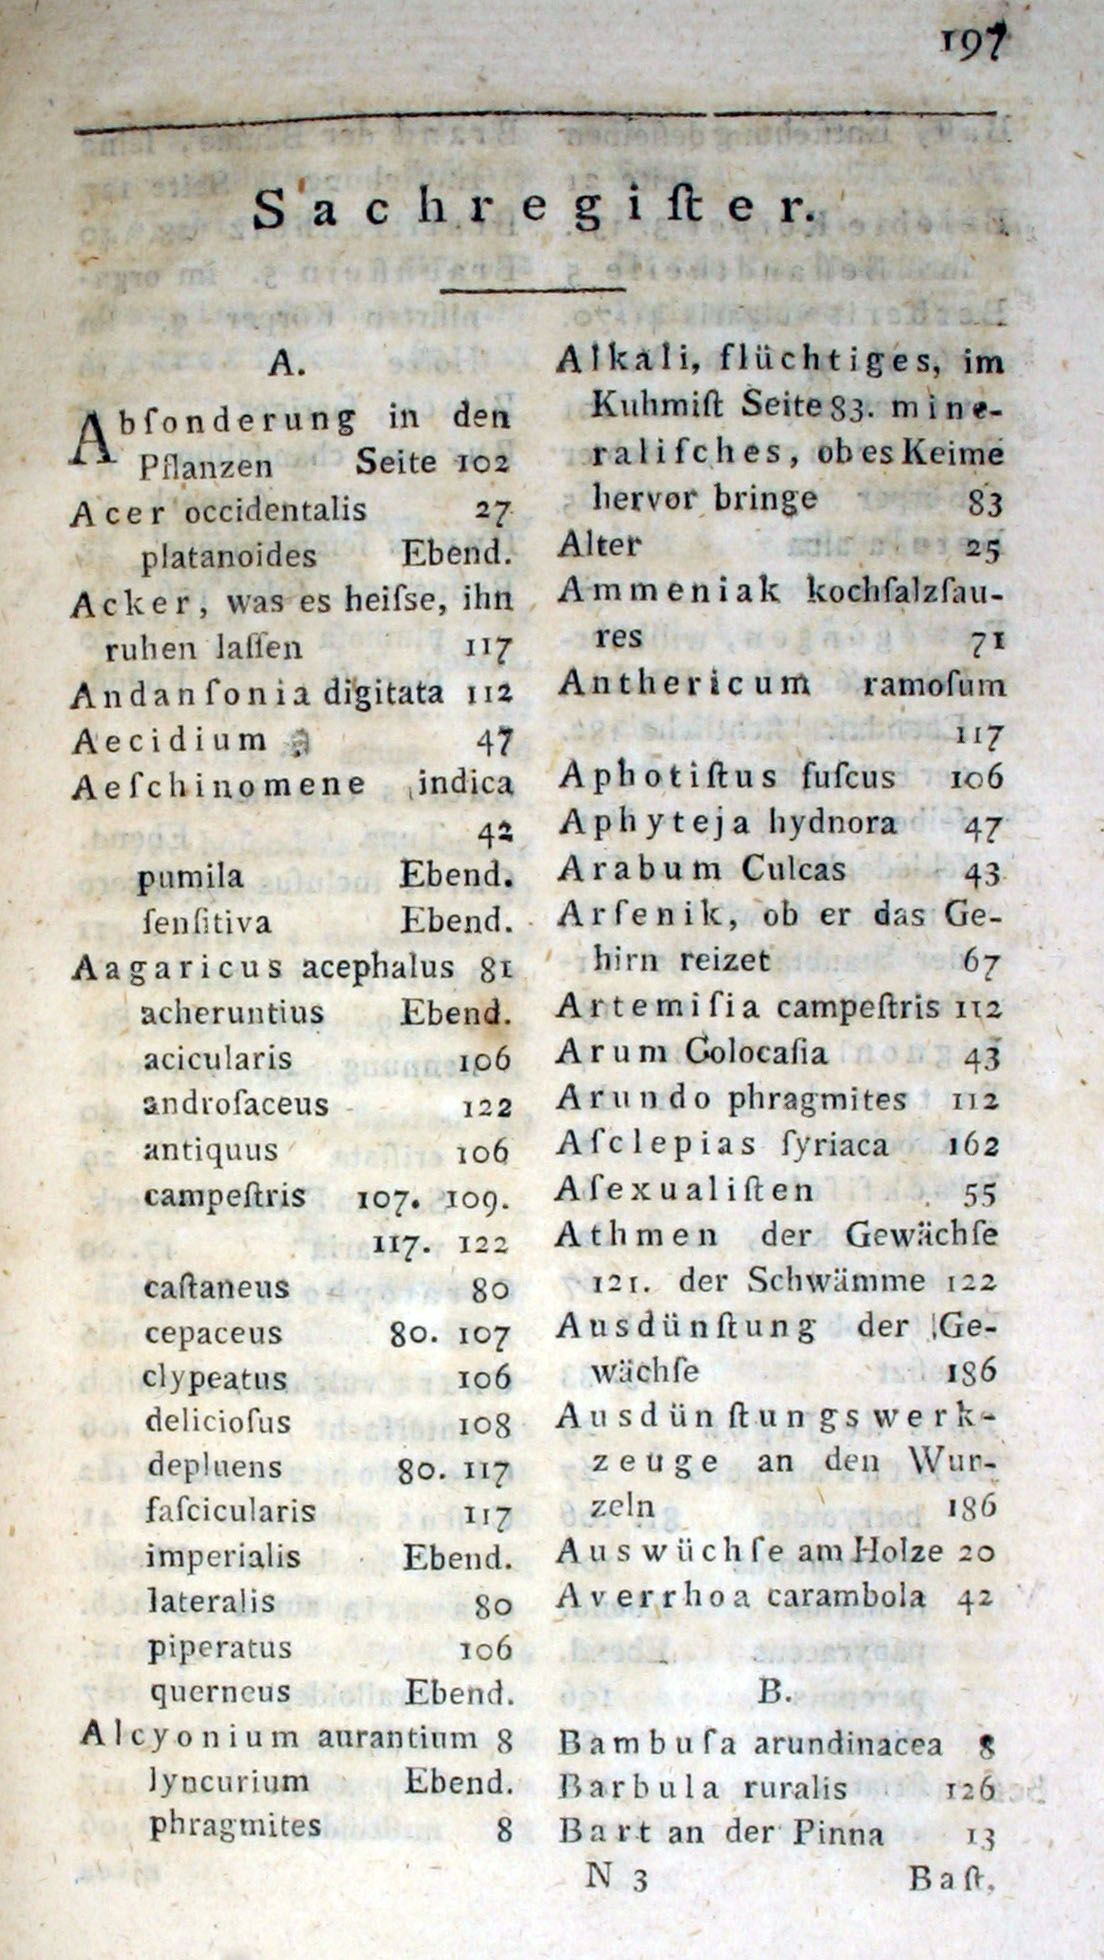 197
Sachregiſter.
A.
Abſonderung in den
Pflanzen Seite 102
Acer occidentalis 27
platanoides Ebend.
Acker, was es heiſse, ihn
ruhen laſſen 117
Andanſonia digitata 112
Aecidium 47
Aeſchinomene indica
42
pumila Ebend.
ſenſitiva Ebend.
Aagaricus acephalus 81
acheruntius Ebend.
acicularis 106
androſaceus 122
antiquus 106
campeſtris 107. 109.
117. 122
caſtaneus 80
cepaceus 80. 107
clypeatus 106
delicioſus 108
depluens 80. 117
faſcicularis 117
imperialis Ebend.
lateralis 80
piperatus 106
querneus Ebend.
Alcyonium aurantium 8
lyncurium Ebend.
phragmites 8
Alkali, flüchtiges, im
Kuhmiſt Seite 83. mine-
raliſches, ob es Keime
hervor bringe 83
Alter 25
Ammeniak kochſalzſau-
res 71
Anthericum ramoſum
117
Aphotiſtus fuſcus 106
Aphyteja hydnora 47
Arabum Culcas 43
Arſenik, ob er das Ge-
hirn reizet 67
Artemiſia campeſtris 112
Arum Colocaſia 43
Arundo phragmites 112
Aſclepias ſyriaca 162
Aſexualiſten 55
Athmen der Gewächſe
121. der Schwämme 122
Ausdünſtung der Ge-
wächſe 186
Ausdünſtungswerk-
zeuge an den Wur-
zeln 186
Auswüchſe am Holze 20
Averrhoa carambola 42
B.
Bambuſa arundinacea 8
Barbula ruralis 126
Bart an der Pinna 13
N 3 Baſt.